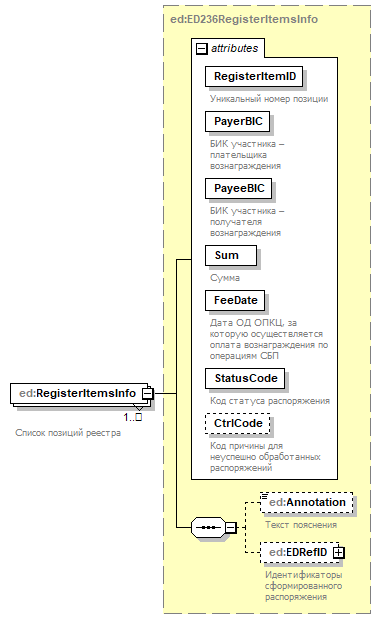 ed:ED236RegisterItemsInfo
attributes
RegisterItemID
Уникальный номер позиции
PayerBIC
БИК участника –
плательщика
вознаграждения
PayeeBIC
БИК участника –
получателя
вознаграждения
Sum
Сумма
FeeDate
Дата ОД ОПКЦ, за
которую осуществляется
оплата вознаграждения по
операциям СБП
StatusCode
Код статуса распоряжения
CtrlCode
Код причины для
неуспешно обработанных
распоряжений
ed:RegisterItemsInfo
1..□
Список позиций реестра
ed:Annotation
Текст пояснения
ed:EDRefID
Идентификаторы
сформированного
распоряжения